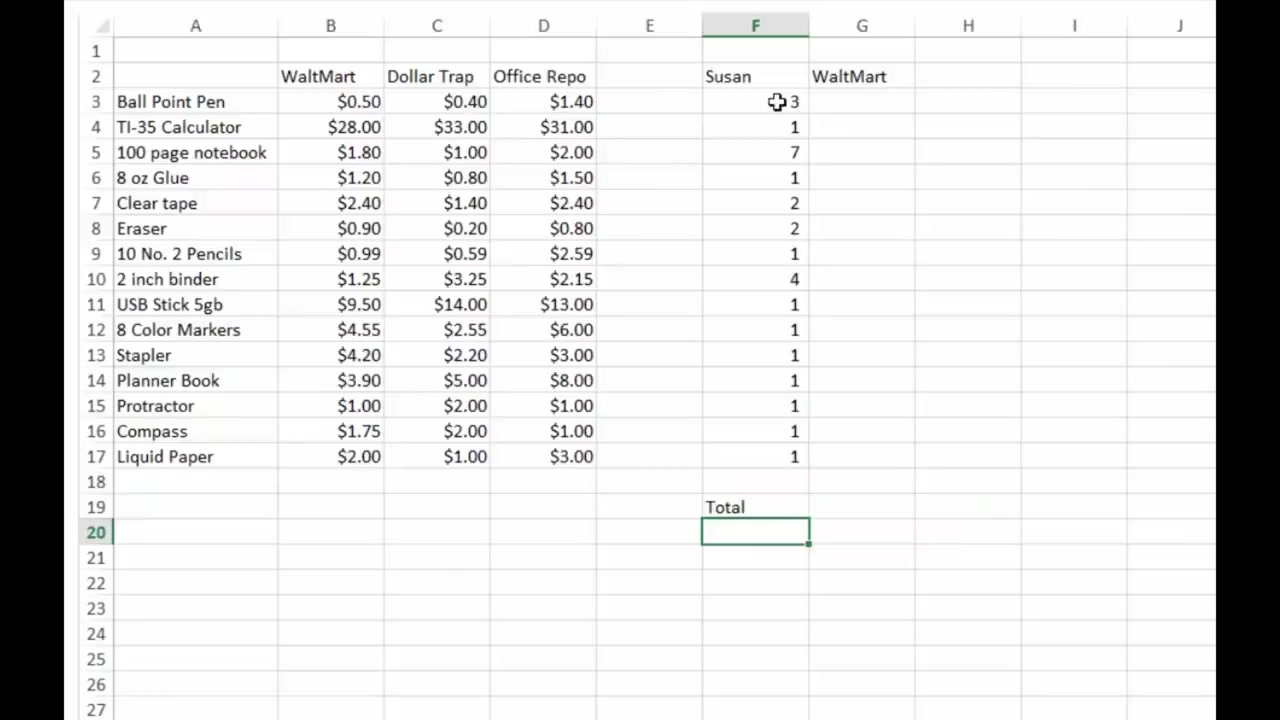 A B C D E F G H I J
1
2 WaltMart Dollar Trap Office Repo Susan WaltMart
3 Ball Point Pen $0.50 $0.40 $1.40 3
4 TI-35 Calculator $28.00 $33.00 $31.00 1
5 100 page notebook $1.80 $1.00 $2.00 7
6 8 oz Glue $1.20 $0.80 $1.50 1
7 Clear tape $2.40 $1.40 $2.40 2
8 Eraser $0.90 $0.20 $0.80 2
9 10 No. 2 Pencils $0.99 $0.59 $2.59 1
10 2 inch binder $1.25 $3.25 $2.15 4
11 USB Stick 5gb $9.50 $14.00 $13.00 1
12 8 Color Markers $4.55 $2.55 $6.00 1
13 Stapler $4.20 $2.20 $3.00 1
14 Planner Book $3.90 $5.00 $8.00 1
15 Protractor $1.00 $2.00 $1.00 1
16 Compass $1.75 $2.00 $1.00 1
17 Liquid Paper $2.00 $1.00 $3.00 1
18
19 Total
20
21
22
23
24
25
26
27